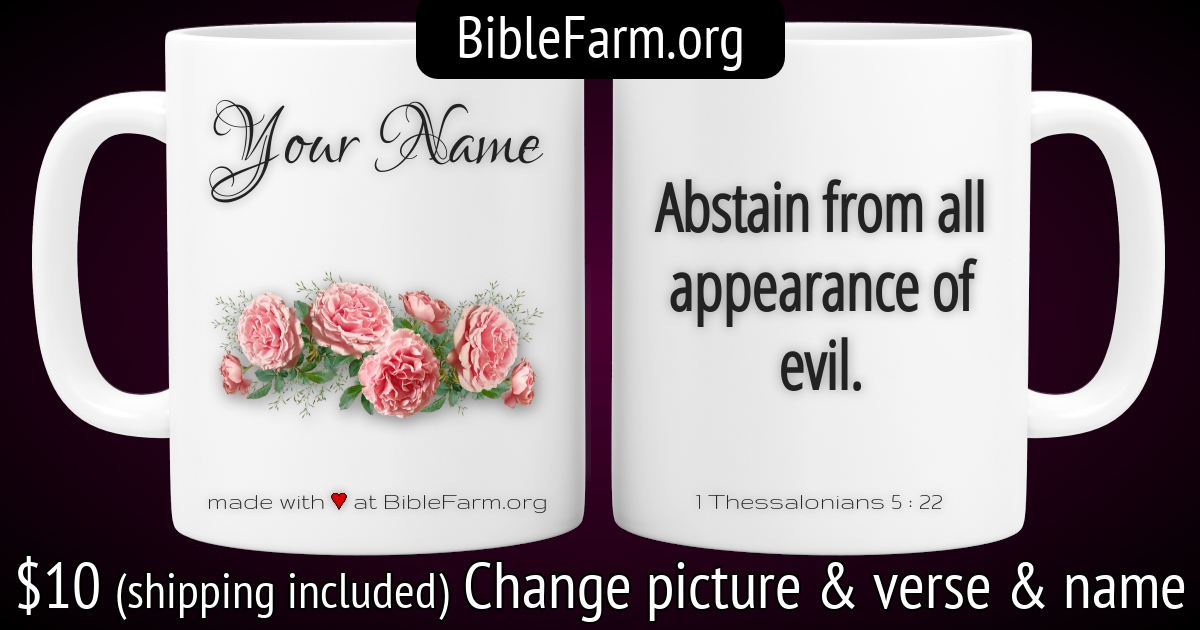 BibleFarm.org
Your Name
made with ♥ at BibleFarm.org
Abstain from all
appearance of
evil.
1 Thessalonians 5 : 22
$10 (shipping included) Change picture & verse & name